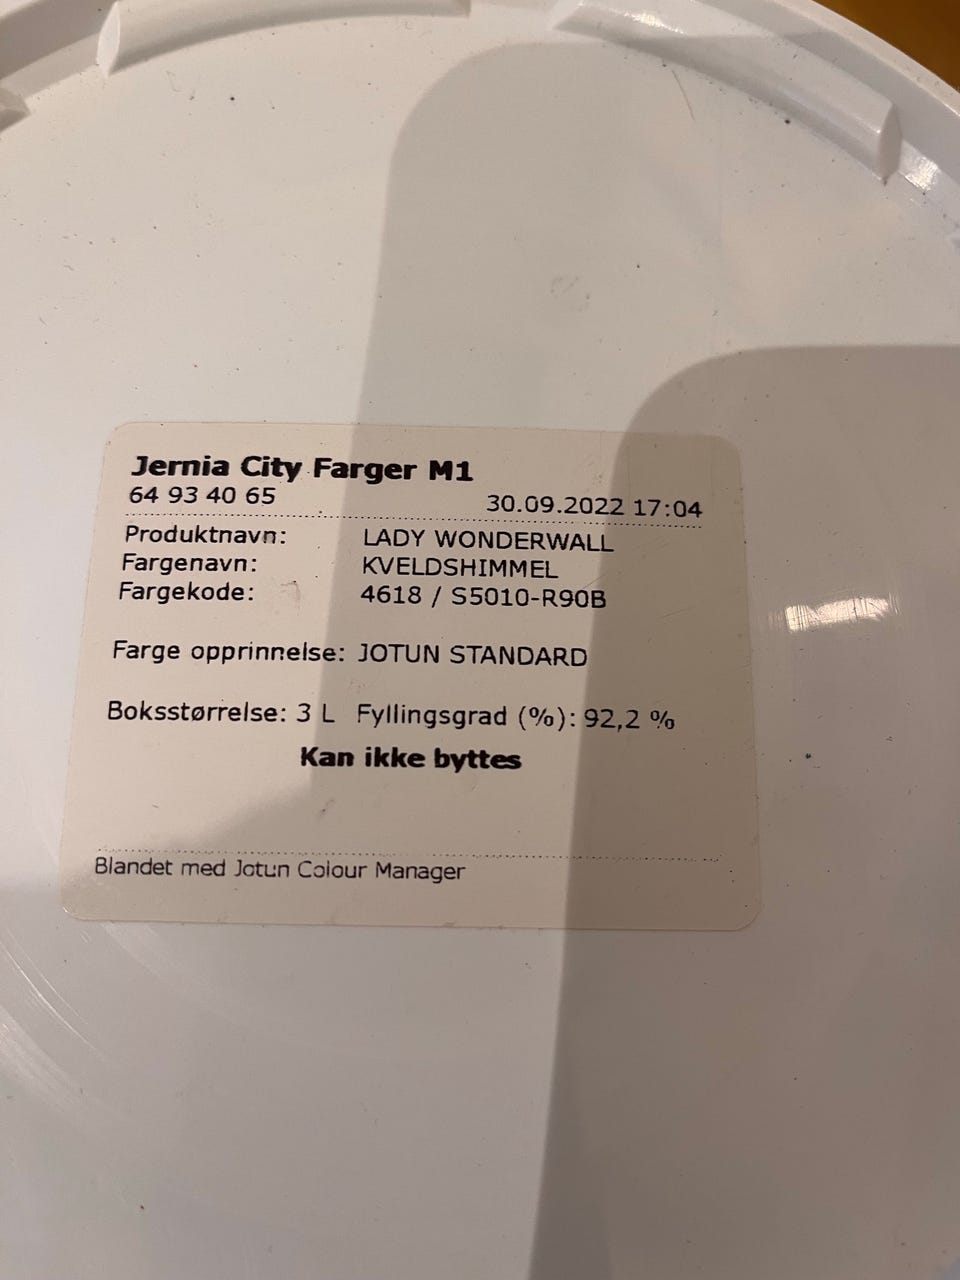 Jernia City Farger M1
64 93 40 65 30.09.2022 17:04
Produktnavn: LADY WONDERWALL
Fargenavn: KVELDSHIMMEL
Fargekode: 4618 / S5010-R90B
Farge opprinnelse: JOTUN STANDARD
Boksstørrelse: 3 L Fyllingsgrad (%): 92,2 %
Kan ikke byttes
Blandet med Jotun Colour Manager